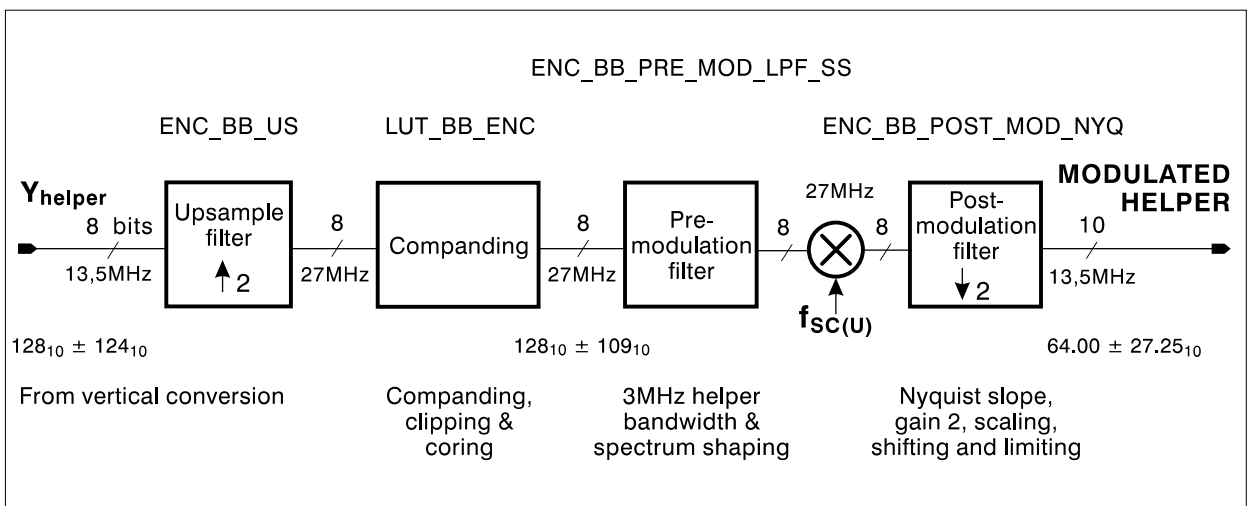 ENC_BB_PRE_MOD_LPF_SS
ENC_BB_US
LUT_BB_ENC
ENC_BB_POST_MOD_NYQ
Y helper
8 bits
13,5MHz
Upsample
filter
2
8
27MHz
Companding
8
27MHz
Pre-
modulation
filter
8
27MHz
fSC(U)
8
Post-
modulation
filter
2
MODULATED
HELPER
10
13,5MHz
128₁₀ ± 124₁₀
128₁₀ ± 109₁₀
64.00 ± 27.25₁₀
From vertical conversion
Companding,
clipping &
coring
3MHz helper
bandwidth &
spectrum shaping
Nyquist slope,
gain 2, scaling,
shifting and limiting